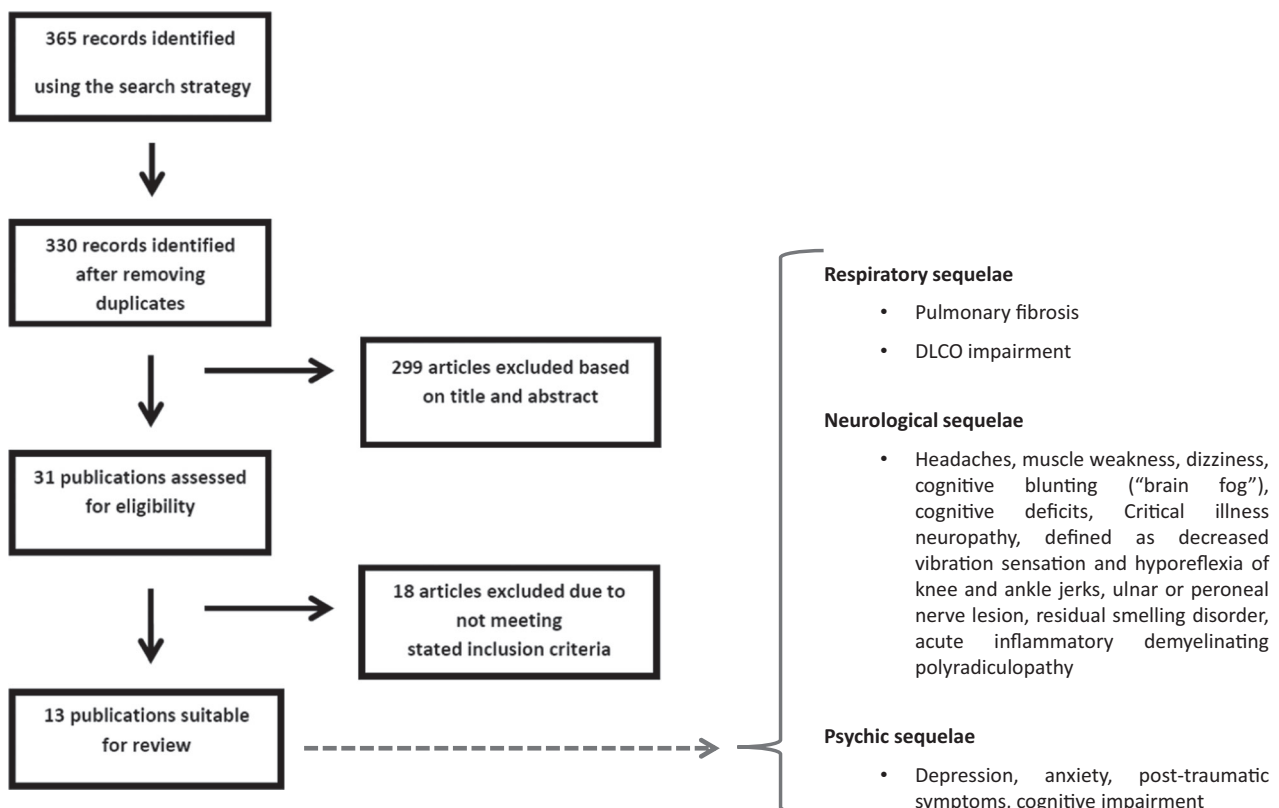 365 records identified
using the search strategy
330 records identified
after removing
duplicates
299 articles excluded based
on title and abstract
31 publications assessed
for eligibility
18 articles excluded due to
not meeting
stated inclusion criteria
13 publications suitable
for review
Respiratory sequelae
• Pulmonary fibrosis
• DLCO impairment
Neurological sequelae
• Headaches, muscle weakness, dizziness,
cognitive blunting (“brain fog”),
cognitive deficits, Critical illness
neuropathy, defined as decreased
vibration sensation and hyporeflexia of
knee and ankle jerks, ulnar or peroneal
nerve lesion, residual smelling disorder,
acute inflammatory demyelinating
polyradiculopathy
Psychic sequelae
• Depression, anxiety, post-traumatic
symptoms, cognitive impairment